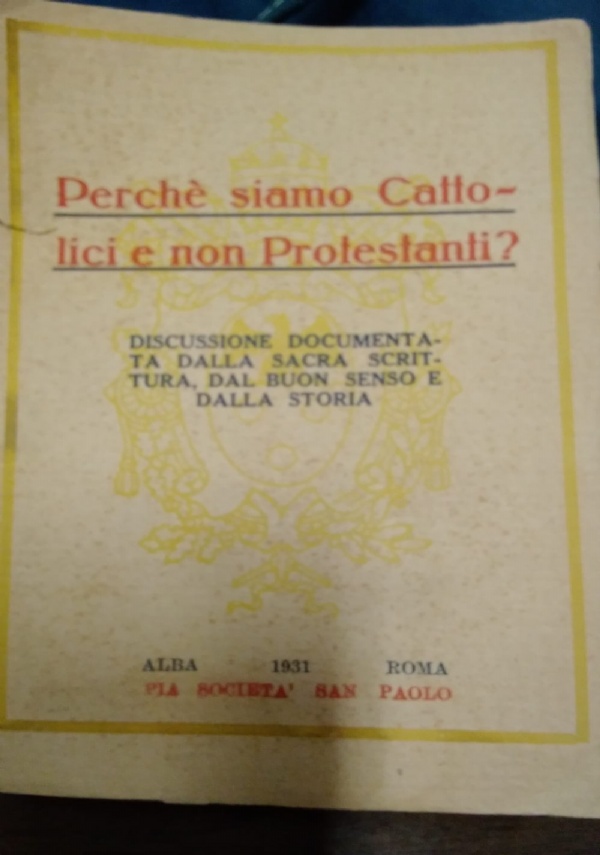 Perchè siamo Catto-
lici e non Protestanti?
DISCUSSIONE DOCUMENTA-
TA DALLA SACRA SCRIT-
TURA, DAL BUON SENSO E
DALLA STORIA
ALBA 1931 ROMA
PIA SOCIETA' SAN PAOLO